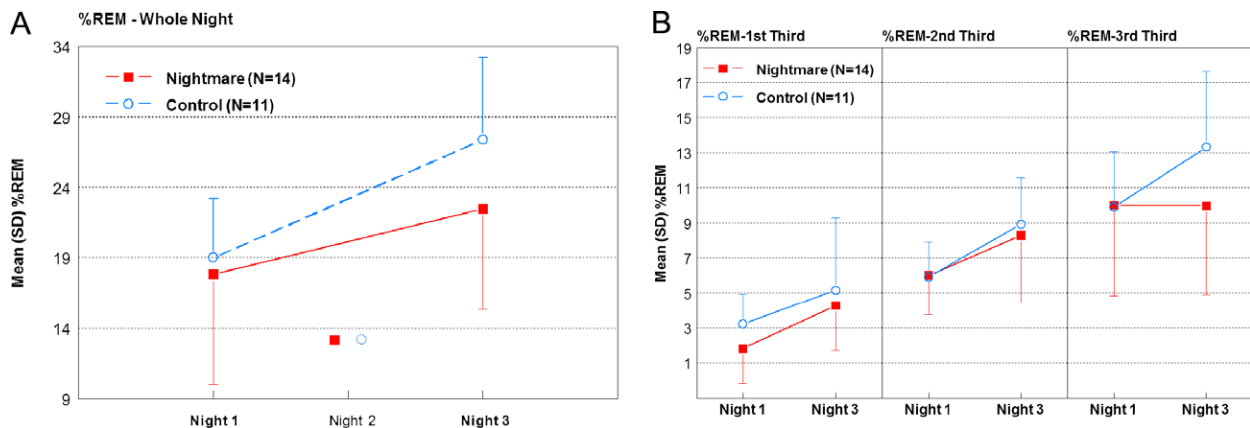 A
%REM - Whole Night
Mean (SD) %REM
34
29
24
19
14
9
Nightmare (N=14)
Control (N=11)
Night 1
Night 2
Night 3
B
%REM-1st Third
%REM-2nd Third
%REM-3rd Third
Mean (SD) %REM
19
17
15
13
11
9
7
5
3
1
Nightmare (N=14)
Control (N=11)
Night 1
Night 3
Night 1
Night 3
Night 1
Night 3